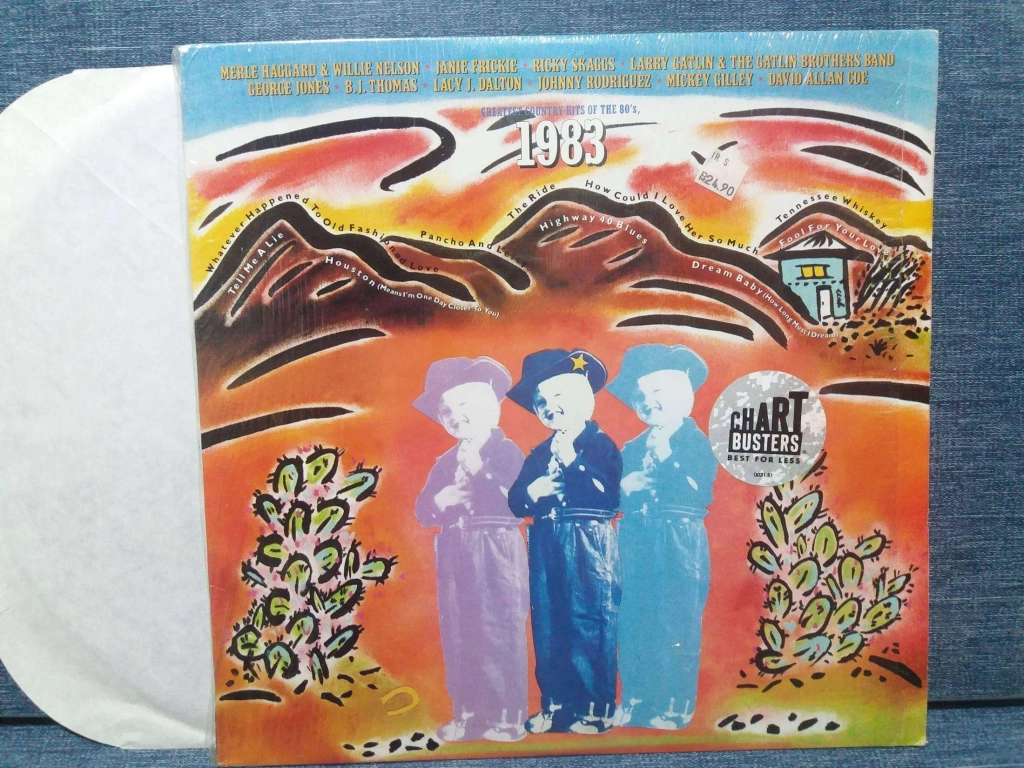 MERLE HAGGARD & WILLIE NELSON • JANIE FRICKIE • RICKY SKAGGS • LARRY GATLIN & THE GATLIN BROTHERS BAND
GEORGE JONES • B.J. THOMAS • LACY J. DALTON • JOHNNY RODRIGUEZ • MICKEY GILLEY • DAVID ALLAN COE
GREATEST COUNTRY HITS OF THE 80's,
1983
IR S
24.90
Whatever Happened To Old Fashioned Love
Tell Me A Lie
Houston (Means I'm One Day Closer To You)
Pancho And Lefty
The Ride
Highway 40 Blues
How Could I Love Her So Much
Dream Baby (How Long Must I Dream)
Tennessee Whiskey
Fool For Your Love
CHART
BUSTERS
BEST FOR LESS